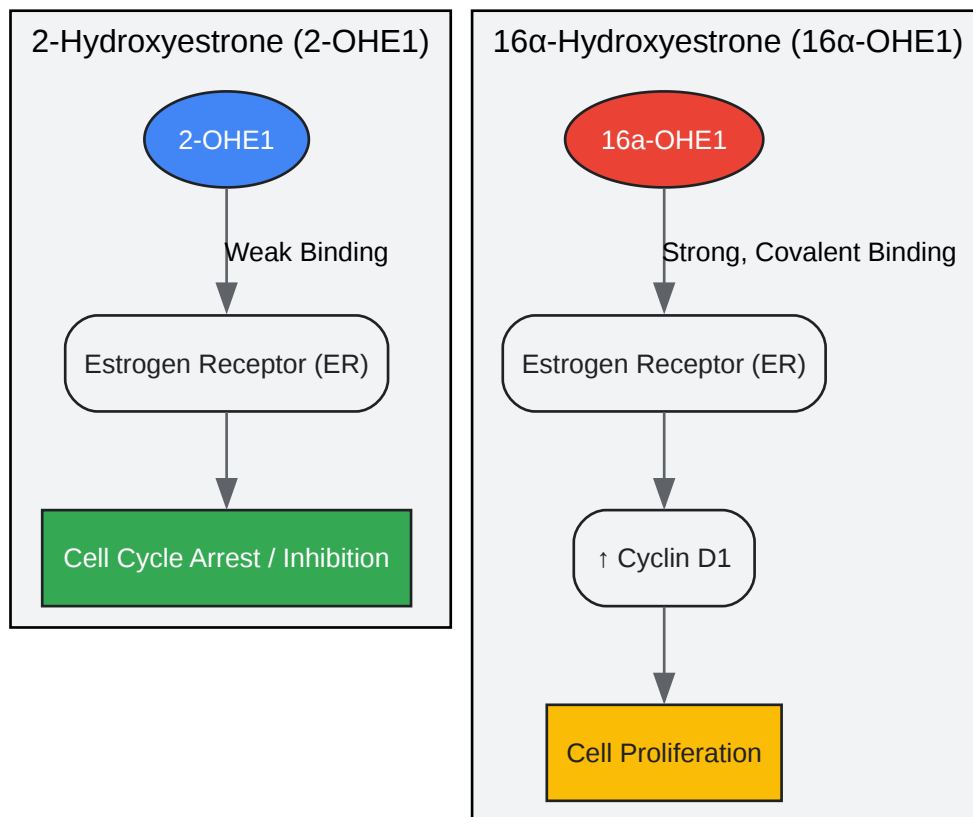 2-Hydroxyestrone (2-OHE1)
2-OHE1
Weak Binding
Estrogen Receptor (ER)
Cell Cycle Arrest / Inhibition
16α-Hydroxyestrone (16α-OHE1)
16a-OHE1
Strong, Covalent Binding
Estrogen Receptor (ER)
↑ Cyclin D1
Cell Proliferation